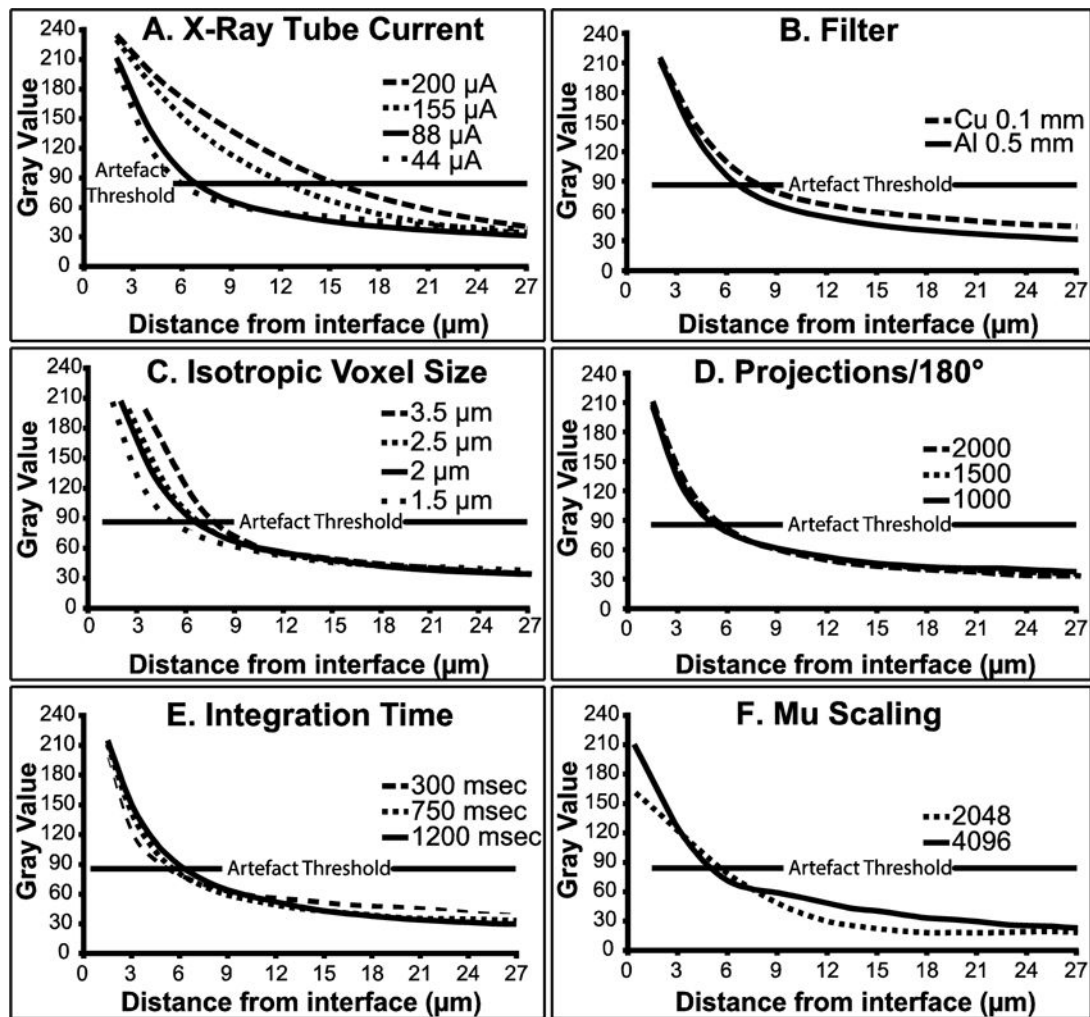 A. X-Ray Tube Current
Gray Value
240
210
180
150
120
90
60
30
0
200 µA
155 µA
88 µA
44 µA
Artefact
Threshold
0 3 6 9 12 15 18 21 24 27
Distance from interface (µm)
B. Filter
Gray Value
240
210
180
150
120
90
60
30
0
Cu 0.1 mm
Al 0.5 mm
Artefact Threshold
0 3 6 9 12 15 18 21 24 27
Distance from interface (µm)
C. Isotropic Voxel Size
Gray Value
240
210
180
150
120
90
60
30
0
3.5 µm
2.5 µm
2 µm
1.5 µm
Artefact Threshold
0 3 6 9 12 15 18 21 24 27
Distance from interface (µm)
D. Projections/180°
Gray Value
240
210
180
150
120
90
60
30
0
2000
1500
1000
Artefact Threshold
0 3 6 9 12 15 18 21 24 27
Distance from interface (µm)
E. Integration Time
Gray Value
240
210
180
150
120
90
60
30
0
300 msec
750 msec
1200 msec
Artefact Threshold
0 3 6 9 12 15 18 21 24 27
Distance from interface (µm)
F. Mu Scaling
Gray Value
240
210
180
150
120
90
60
30
0
2048
4096
Artefact Threshold
0 3 6 9 12 15 18 21 24 27
Distance from interface (µm)